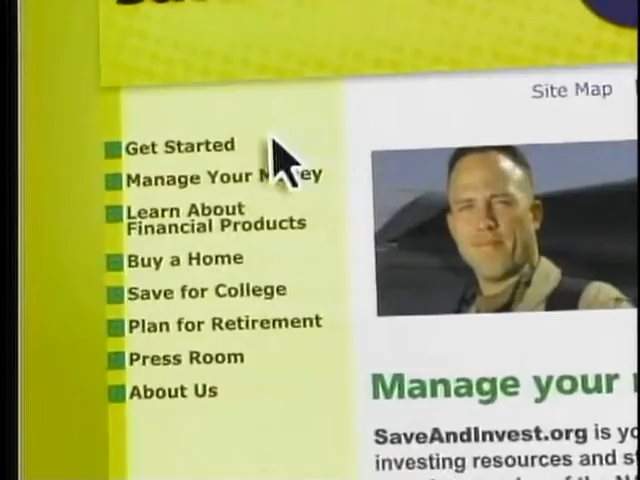 Site Map
Get Started
Manage Your
Learn About
Financial Products
Buy a Home
Save for College
Plan for Retirement
Press Room
About Us
Manage your
SaveAndInvest.org is
investing resources and